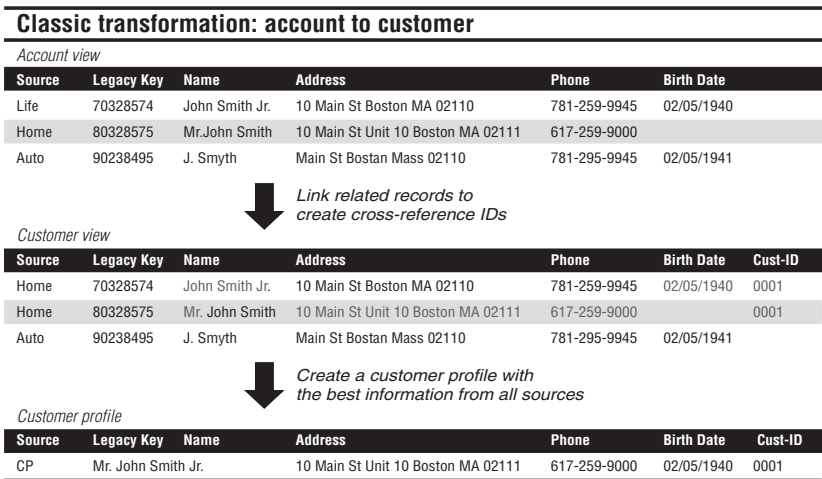 Classic transformation: account to customer
Account view
Source Legacy Key Name Address Phone Birth Date
Life 70328574 John Smith Jr. 10 Main St Boston MA 02110 781-259-9945 02/05/1940
Home 80328575 Mr.John Smith 10 Main St Unit 10 Boston MA 02111 617-259-9000
Auto 90238495 J. Smyth Main St Bostan Mass 02110 781-295-9945 02/05/1941
Link related records to
create cross-reference IDs
Customer view
Source Legacy Key Name Address Phone Birth Date Cust-ID
Home 70328574 John Smith Jr. 10 Main St Boston MA 02110 781-259-9945 02/05/1940 0001
Home 80328575 Mr. John Smith 10 Main St Unit 10 Boston MA 02111 617-259-9000 0001
Auto 90238495 J. Smyth Main St Bostan Mass 02110 781-295-9945 02/05/1941
Create a customer profile with
the best information from all sources
Customer profile
Source Legacy Key Name Address Phone Birth Date Cust-ID
CP Mr. John Smith Jr. 10 Main St Unit 10 Boston MA 02111 617-259-9000 02/05/1940 0001